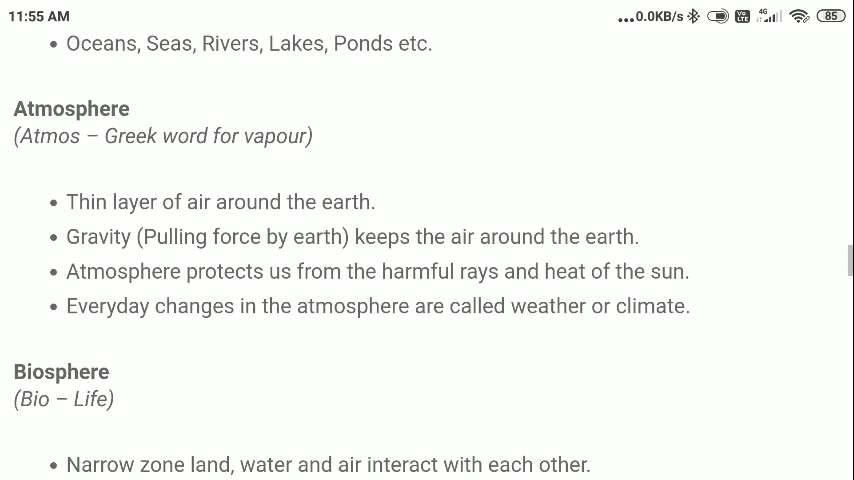 11:55 AM ...0.0KB/s Vo LTE 4G 85
• Oceans, Seas, Rivers, Lakes, Ponds etc.
Atmosphere
(Atmos – Greek word for vapour)
• Thin layer of air around the earth.
• Gravity (Pulling force by earth) keeps the air around the earth.
• Atmosphere protects us from the harmful rays and heat of the sun.
• Everyday changes in the atmosphere are called weather or climate.
Biosphere
(Bio – Life)
• Narrow zone land, water and air interact with each other.